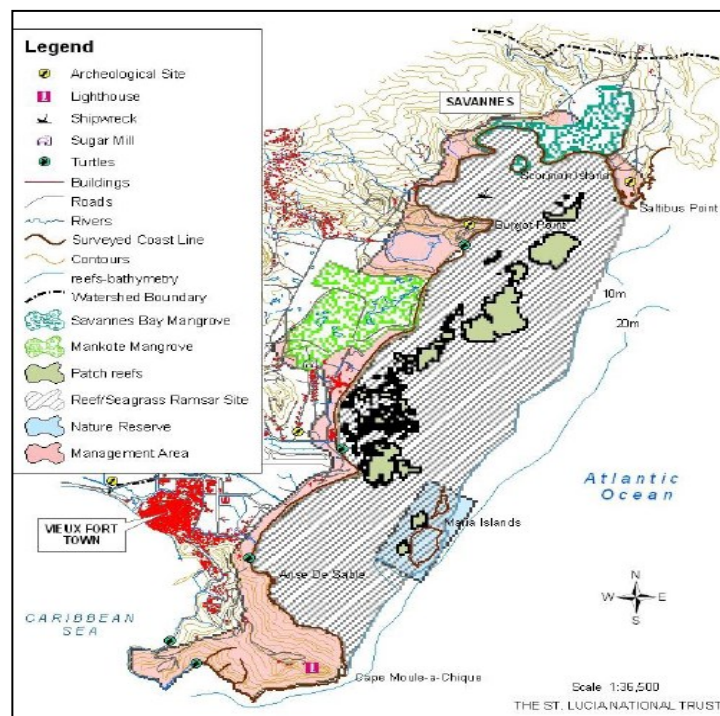 Legend
Archeological Site
Lighthouse
Shipwreck
Sugar Mill
Turtles
Buildings
Roads
Rivers
Surveyed Coast Line
Contours
reefs-bathymetry
Watershed Boundary
Savannes Bay Mangrove
Mankote Mangrove
Patch reefs
Reef/Seagrass Ramsar Site
Nature Reserve
Management Area
SAVANNES
Scorpion Island
Saltibus Point
Burgot Point
10m
20m
Atlantic
Ocean
Maria Islands
VIEUX FORT
TOWN
Anse De Sable
CARIBBEAN
SEA
N
W E
S
Cape Moule-a-Chique
Scale 1:36,500
THE ST. LUCIA NATIONAL TRUST